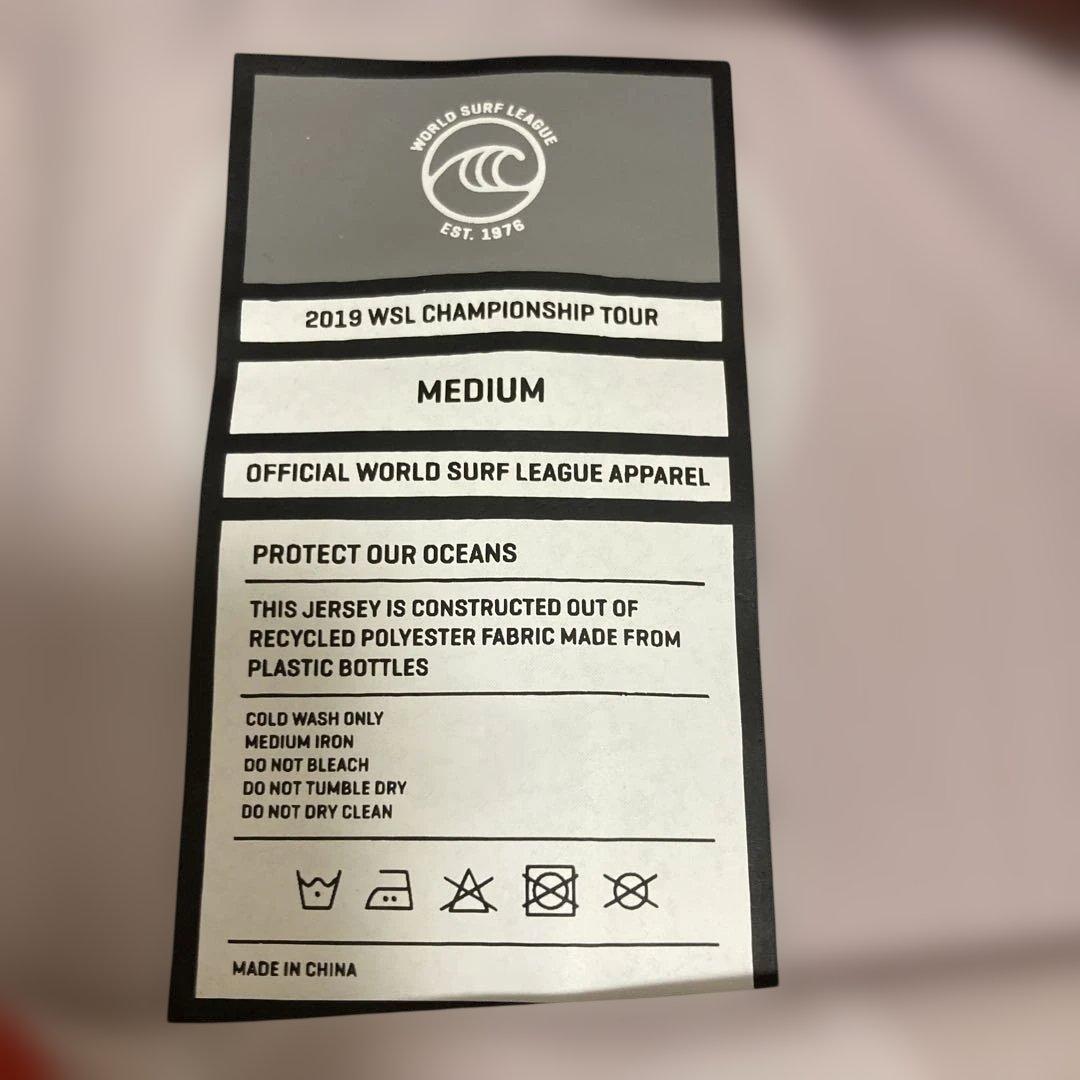 WORLD SURF LEAGUE
EST. 1976
2019 WSL CHAMPIONSHIP TOUR
MEDIUM
OFFICIAL WORLD SURF LEAGUE APPAREL
PROTECT OUR OCEANS
THIS JERSEY IS CONSTRUCTED OUT OF
RECYCLED POLYESTER FABRIC MADE FROM
PLASTIC BOTTLES
COLD WASH ONLY
MEDIUM IRON
DO NOT BLEACH
DO NOT TUMBLE DRY
DO NOT DRY CLEAN
MADE IN CHINA